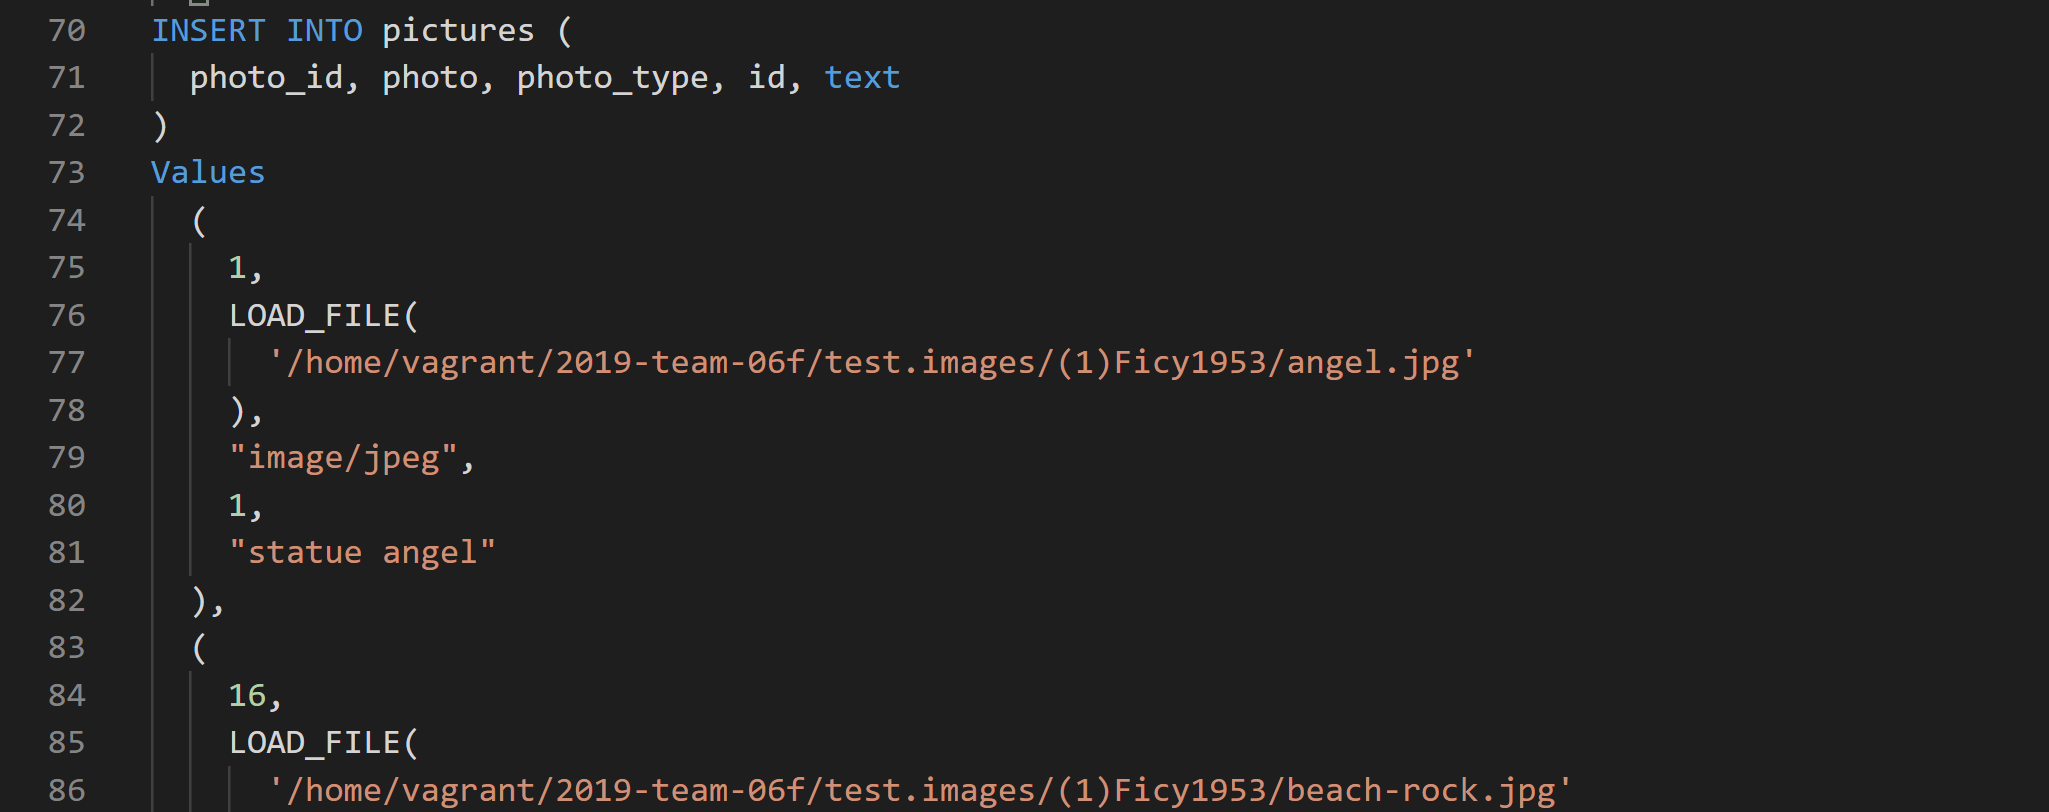 70 INSERT INTO pictures (
71 photo_id, photo, photo_type, id, text
72 )
73 Values
74 (
75 1,
76 LOAD_FILE(
77 '/home/vagrant/2019-team-06f/test.images/(1)Ficy1953/angel.jpg'
78 ),
79 "image/jpeg",
80 1,
81 "statue angel"
82 ),
83 (
84 16,
85 LOAD_FILE(
86 '/home/vagrant/2019-team-06f/test.images/(1)Ficy1953/beach-rock.jpg'